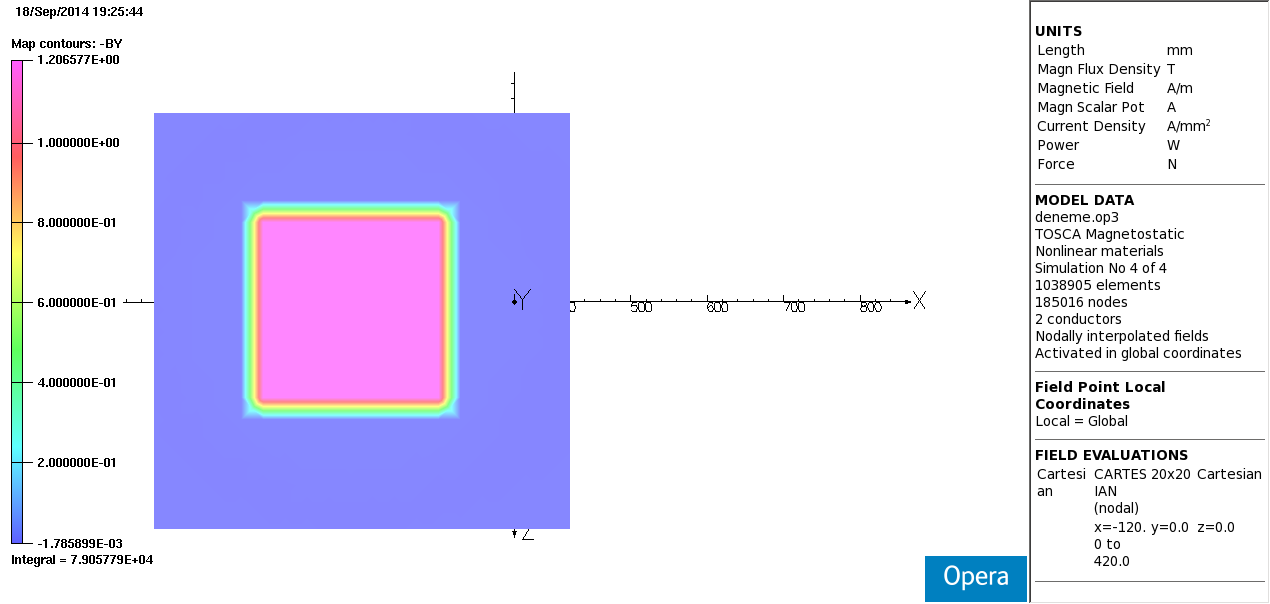 18/Sep/2014 19:25:44
Map contours: -BY
1.206577E+00
1.000000E+00
8.000000E-01
6.000000E-01
4.000000E-01
2.000000E-01
-1.785899E-03
Integral = 7.905779E+04
Y
0 500 600 700 800 X
Z
Opera
UNITS
Length mm
Magn Flux Density T
Magnetic Field A/m
Magn Scalar Pot A
Current Density A/mm²
Power W
Force N
MODEL DATA
deneme.op3
TOSCA Magnetostatic
Nonlinear materials
Simulation No 4 of 4
1038905 elements
185016 nodes
2 conductors
Nodally interpolated fields
Activated in global coordinates
Field Point Local
Coordinates
Local = Global
FIELD EVALUATIONS
Cartesi CARTES 20x20 Cartesian
an IAN
(nodal)
x=-120. y=0.0 z=0.0
0 to
420.0